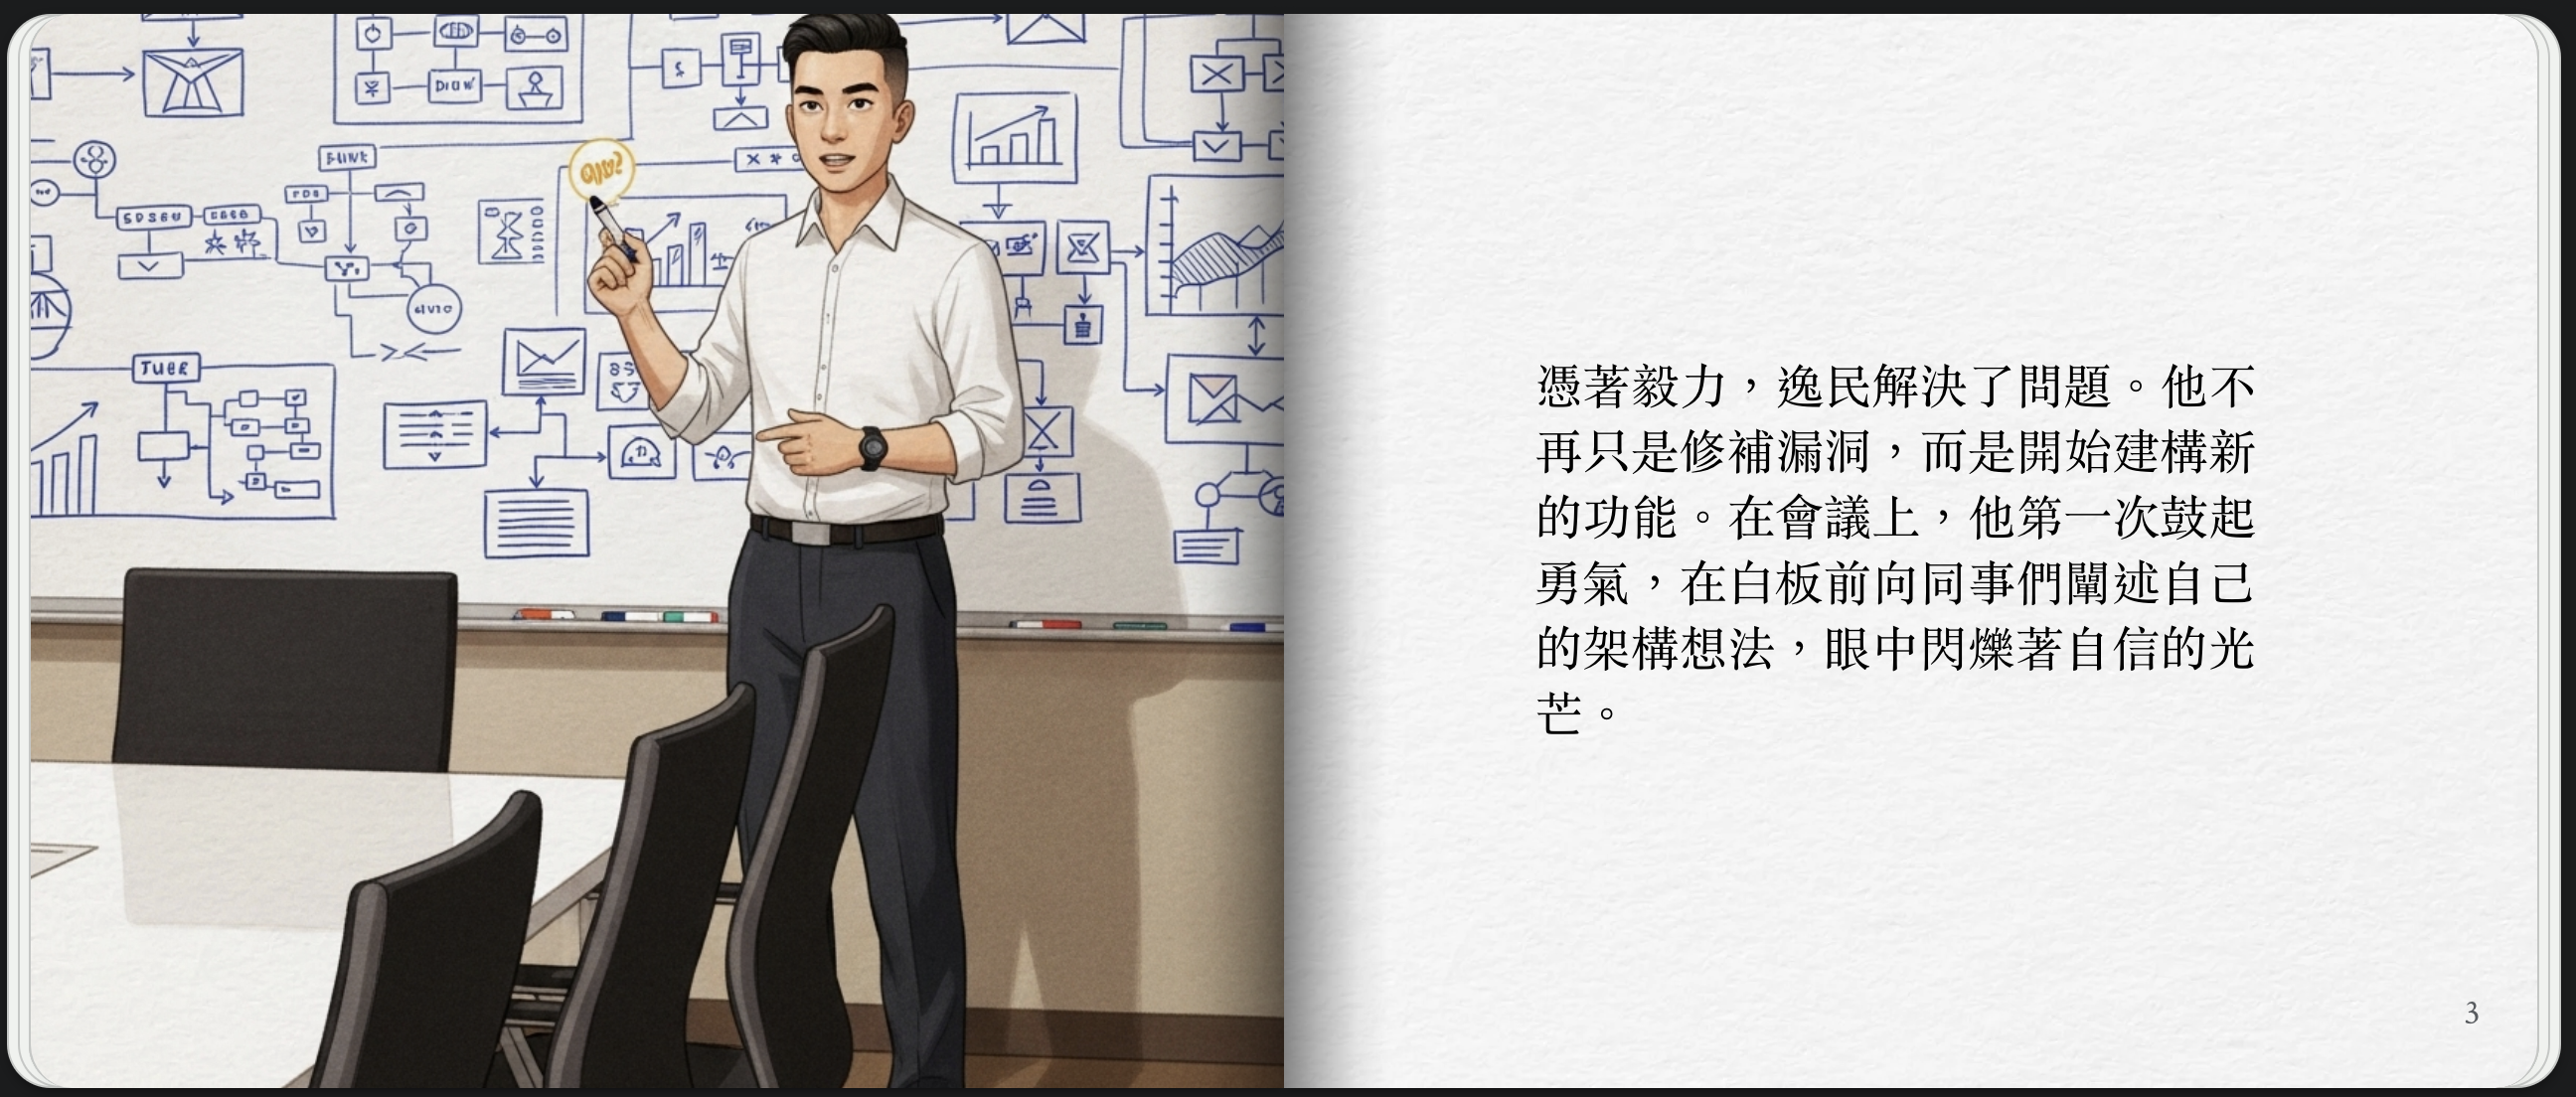 TUBE
憑著毅力，逸民解決了問題。他不
再只是修補漏洞，而是開始建構新
的功能。在會議上，他第一次鼓起
勇氣，在白板前向同事們闡述自己
的架構想法，眼中閃爍著自信的光
芒。
3